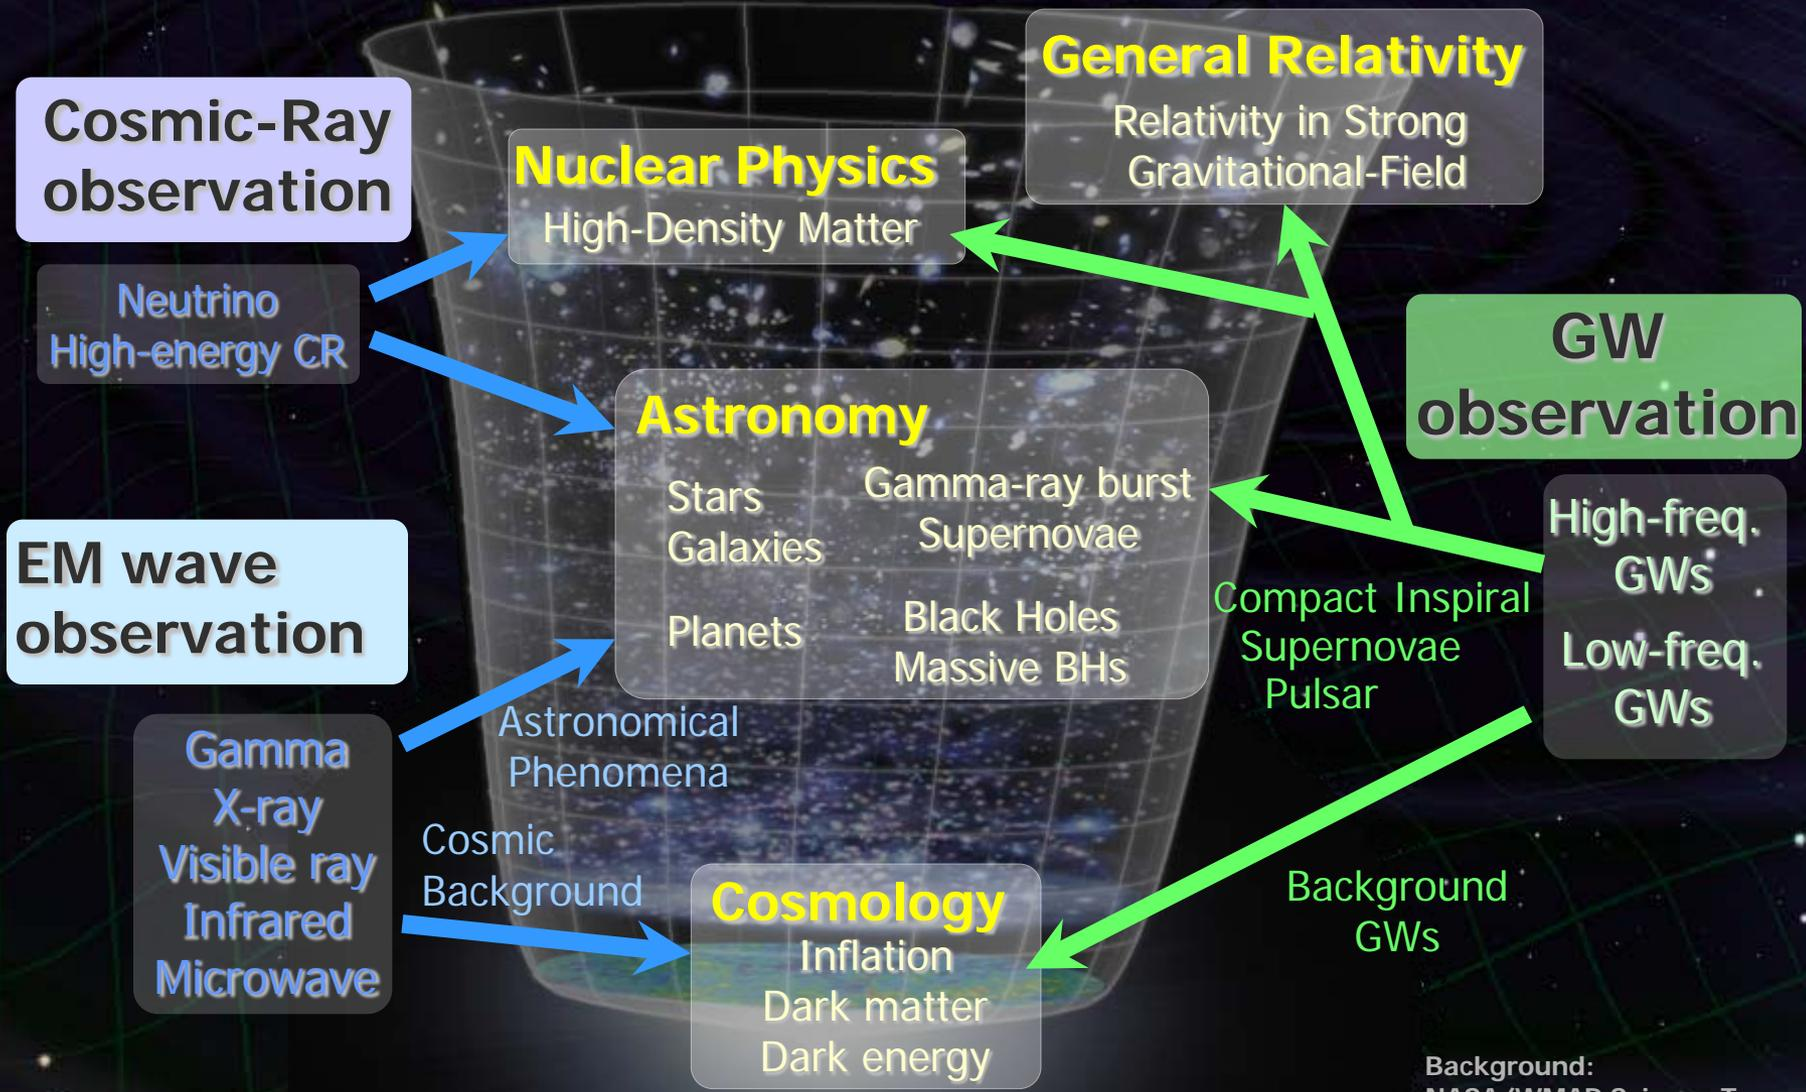 Cosmic-Ray
observation
Neutrino
High-energy CR
EM wave
observation
Gamma
X-ray
Visible ray
Infrared
Microwave
Nuclear Physics
High-Density Matter
General Relativity
Relativity in Strong
Gravitational-Field
Astronomy
Stars
Galaxies
Planets
Gamma-ray burst
Supernovae
Black Holes
Massive BHs
Astronomical
Phenomena
Cosmic
Background
Cosmology
Inflation
Dark matter
Dark energy
GW
observation
High-freq.
GWs
Low-freq.
GWs
Compact Inspiral
Supernovae
Pulsar
Background
GWs
Background: